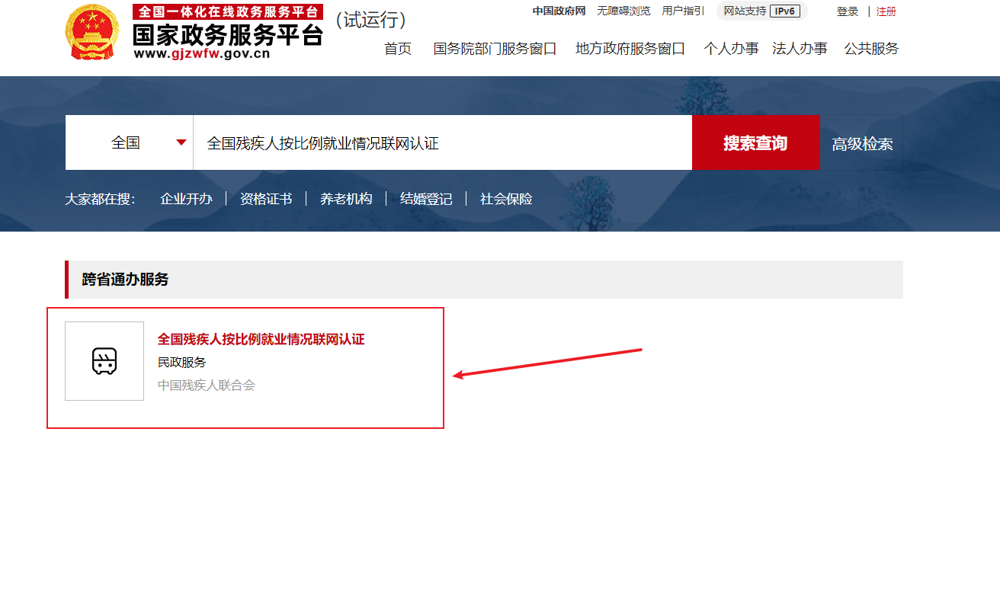 全国一体化在线政务服务平台
国家政务服务平台
www.gjzwfw.gov.cn
（试运行）
中国政府网 无障碍浏览 用户指引 网站支持 IPv6 登录 | 注册
首页 国务院部门服务窗口 地方政府服务窗口 个人办事 法人办事 公共服务
全国 全国残疾人按比例就业情况联网认证 搜索查询 高级检索
大家都在搜： 企业开办 | 资格证书 | 养老机构 | 结婚登记 | 社会保险
跨省通办服务
全国残疾人按比例就业情况联网认证
民政服务
中国残疾人联合会